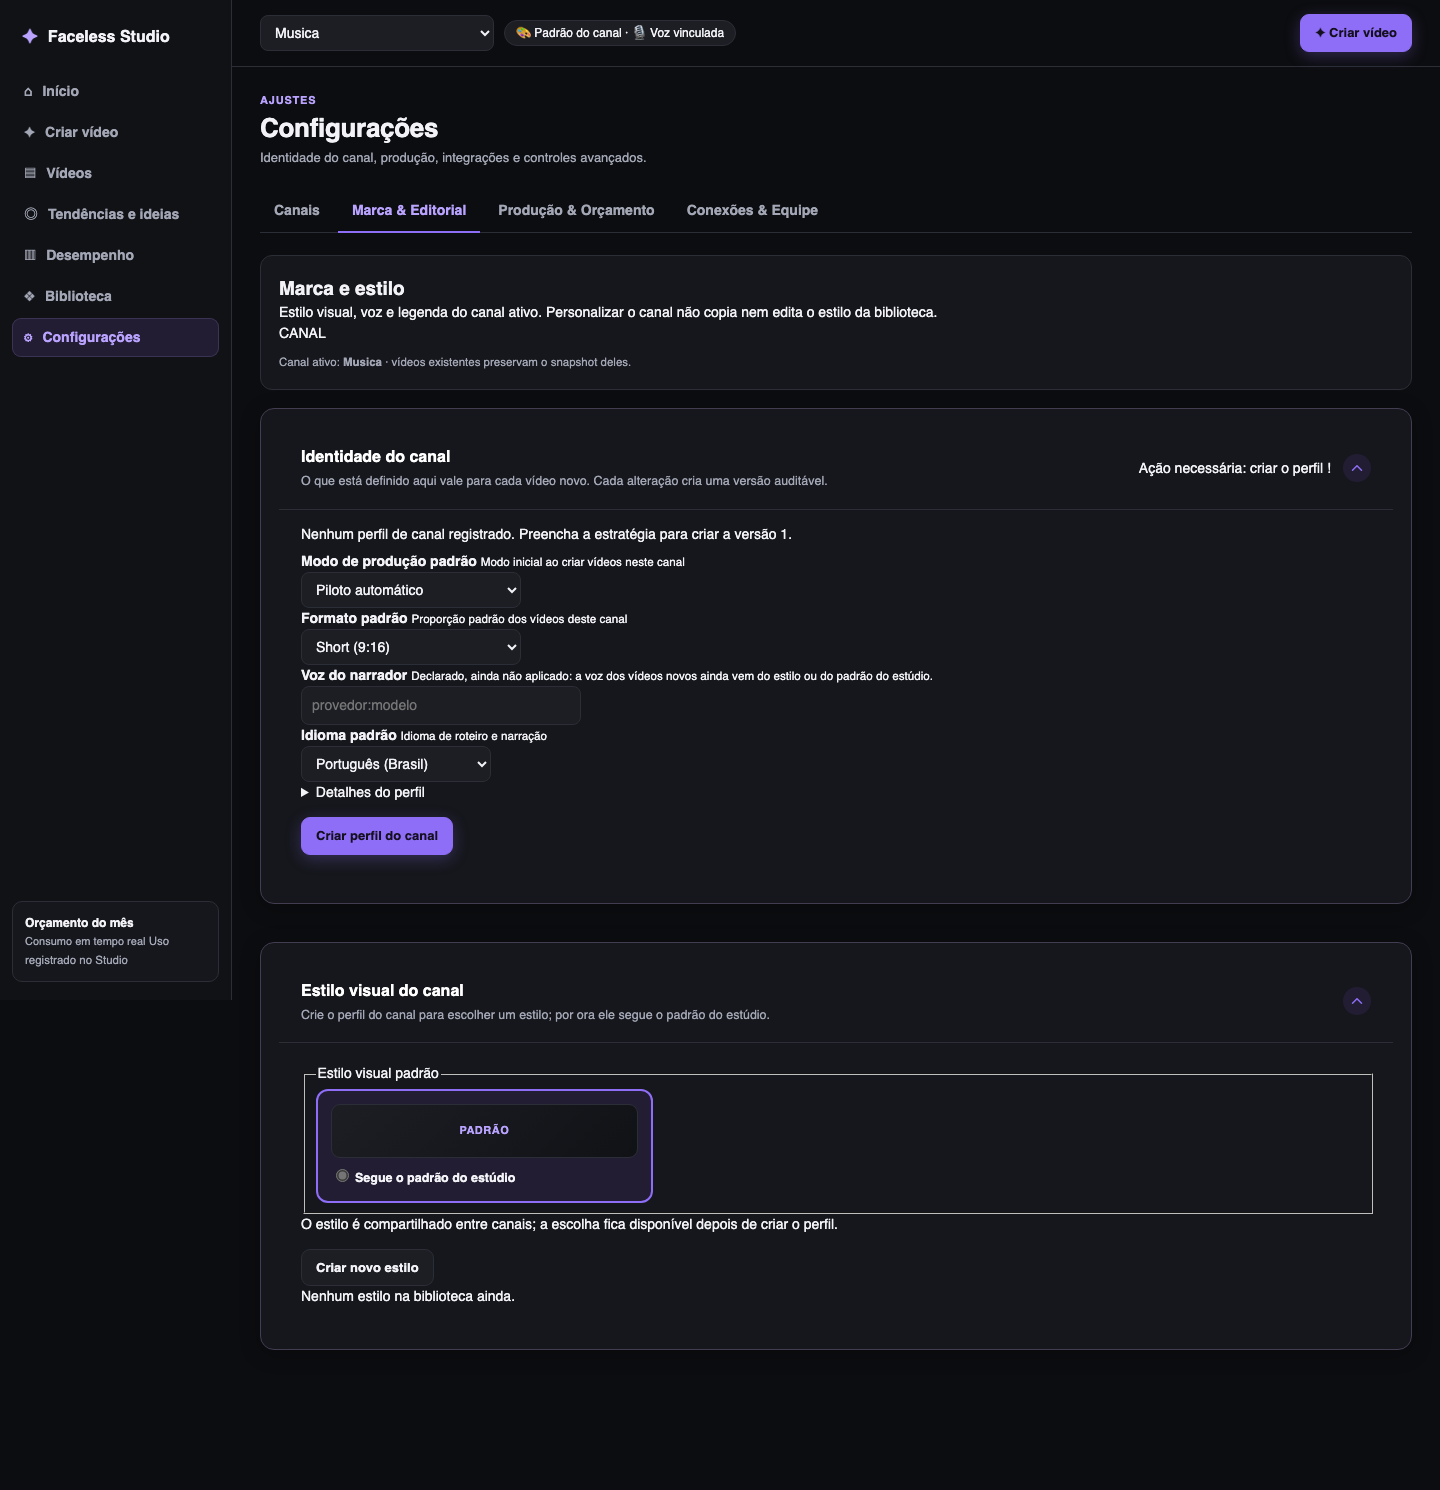 Faceless Studio
Início
Criar vídeo
Vídeos
Tendências e ideias
Desempenho
Biblioteca
Configurações
Orçamento do mês
Consumo em tempo real Uso
registrado no Studio
Musica
Padrão do canal · Voz vinculada
Criar vídeo
AJUSTES
Configurações
Identidade do canal, produção, integrações e controles avançados.
Canais
Marca & Editorial
Produção & Orçamento
Conexões & Equipe
Marca e estilo
Estilo visual, voz e legenda do canal ativo. Personalizar o canal não copia nem edita o estilo da biblioteca.
CANAL
Canal ativo: Musica · vídeos existentes preservam o snapshot deles.
Identidade do canal
O que está definido aqui vale para cada vídeo novo. Cada alteração cria uma versão auditável.
Ação necessária: criar o perfil !
Nenhum perfil de canal registrado. Preencha a estratégia para criar a versão 1.
Modo de produção padrão Modo inicial ao criar vídeos neste canal
Piloto automático
Formato padrão Proporção padrão dos vídeos deste canal
Short (9:16)
Voz do narrador Declarado, ainda não aplicado: a voz dos vídeos novos ainda vem do estilo ou do padrão do estúdio.
provedor:modelo
Idioma padrão Idioma de roteiro e narração
Português (Brasil)
Detalhes do perfil
Criar perfil do canal
Estilo visual do canal
Crie o perfil do canal para escolher um estilo; por ora ele segue o padrão do estúdio.
Estilo visual padrão
PADRÃO
Segue o padrão do estúdio
O estilo é compartilhado entre canais; a escolha fica disponível depois de criar o perfil.
Criar novo estilo
Nenhum estilo na biblioteca ainda.